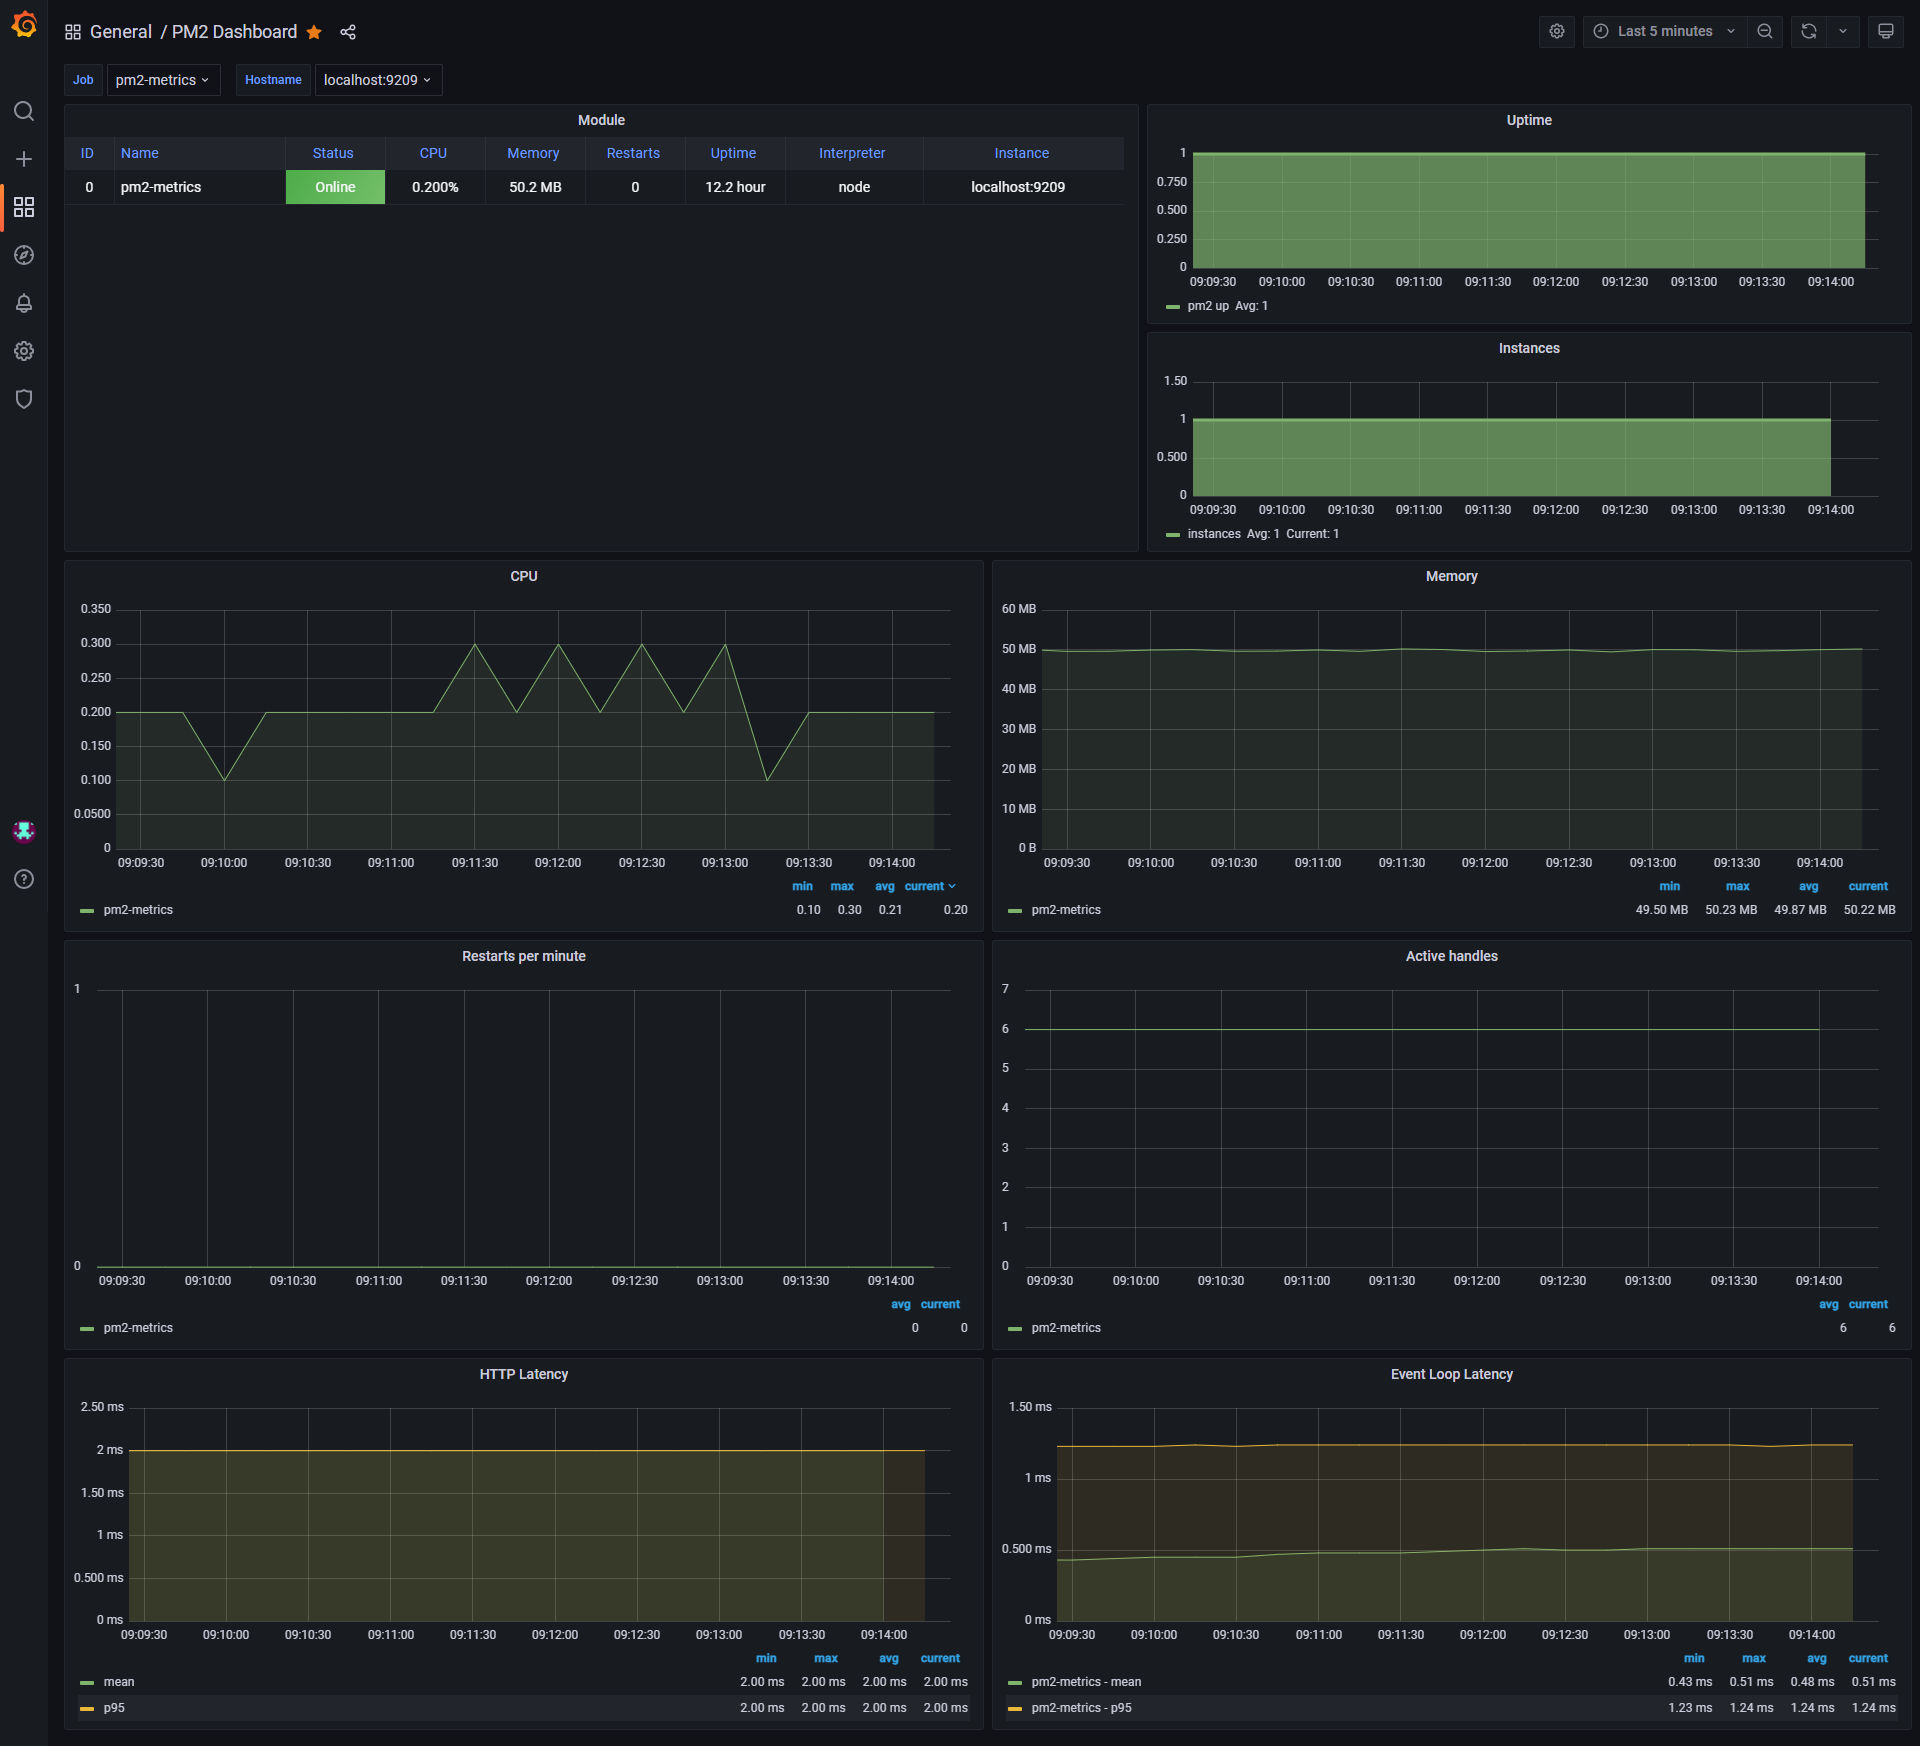 General / PM2 Dashboard
Last 5 minutes
Job pm2-metrics Hostname localhost:9209
Module
ID Name Status CPU Memory Restarts Uptime Interpreter Instance
0 pm2-metrics Online 0.200% 50.2 MB 0 12.2 hour node localhost:9209
Uptime
1
0.750
0.500
0.250
0
09:09:30 09:10:00 09:10:30 09:11:00 09:11:30 09:12:00 09:12:30 09:13:00 09:13:30 09:14:00
pm2 up Avg: 1
Instances
1.50
1
0.500
0
09:09:30 09:10:00 09:10:30 09:11:00 09:11:30 09:12:00 09:12:30 09:13:00 09:13:30 09:14:00
instances Avg: 1 Current: 1
CPU
0.350
0.300
0.250
0.200
0.150
0.100
0.0500
0
09:09:30 09:10:00 09:10:30 09:11:00 09:11:30 09:12:00 09:12:30 09:13:00 09:13:30 09:14:00
min max avg current
pm2-metrics 0.10 0.30 0.21 0.20
Memory
60 MB
50 MB
40 MB
30 MB
20 MB
10 MB
0 B
09:09:30 09:10:00 09:10:30 09:11:00 09:11:30 09:12:00 09:12:30 09:13:00 09:13:30 09:14:00
min max avg current
pm2-metrics 49.50 MB 50.23 MB 49.87 MB 50.22 MB
Restarts per minute
1
0
09:09:30 09:10:00 09:10:30 09:11:00 09:11:30 09:12:00 09:12:30 09:13:00 09:13:30 09:14:00
avg current
pm2-metrics 0 0
Active handles
7
6
5
4
3
2
1
0
09:09:30 09:10:00 09:10:30 09:11:00 09:11:30 09:12:00 09:12:30 09:13:00 09:13:30 09:14:00
avg current
pm2-metrics 6 6
HTTP Latency
2.50 ms
2 ms
1.50 ms
1 ms
0.500 ms
0 ms
09:09:30 09:10:00 09:10:30 09:11:00 09:11:30 09:12:00 09:12:30 09:13:00 09:13:30 09:14:00
min max avg current
mean 2.00 ms 2.00 ms 2.00 ms 2.00 ms
p95 2.00 ms 2.00 ms 2.00 ms 2.00 ms
Event Loop Latency
1.50 ms
1 ms
0.500 ms
0 ms
09:09:30 09:10:00 09:10:30 09:11:00 09:11:30 09:12:00 09:12:30 09:13:00 09:13:30 09:14:00
min max avg current
pm2-metrics - mean 0.43 ms 0.51 ms 0.48 ms 0.51 ms
pm2-metrics - p95 1.23 ms 1.24 ms 1.24 ms 1.24 ms